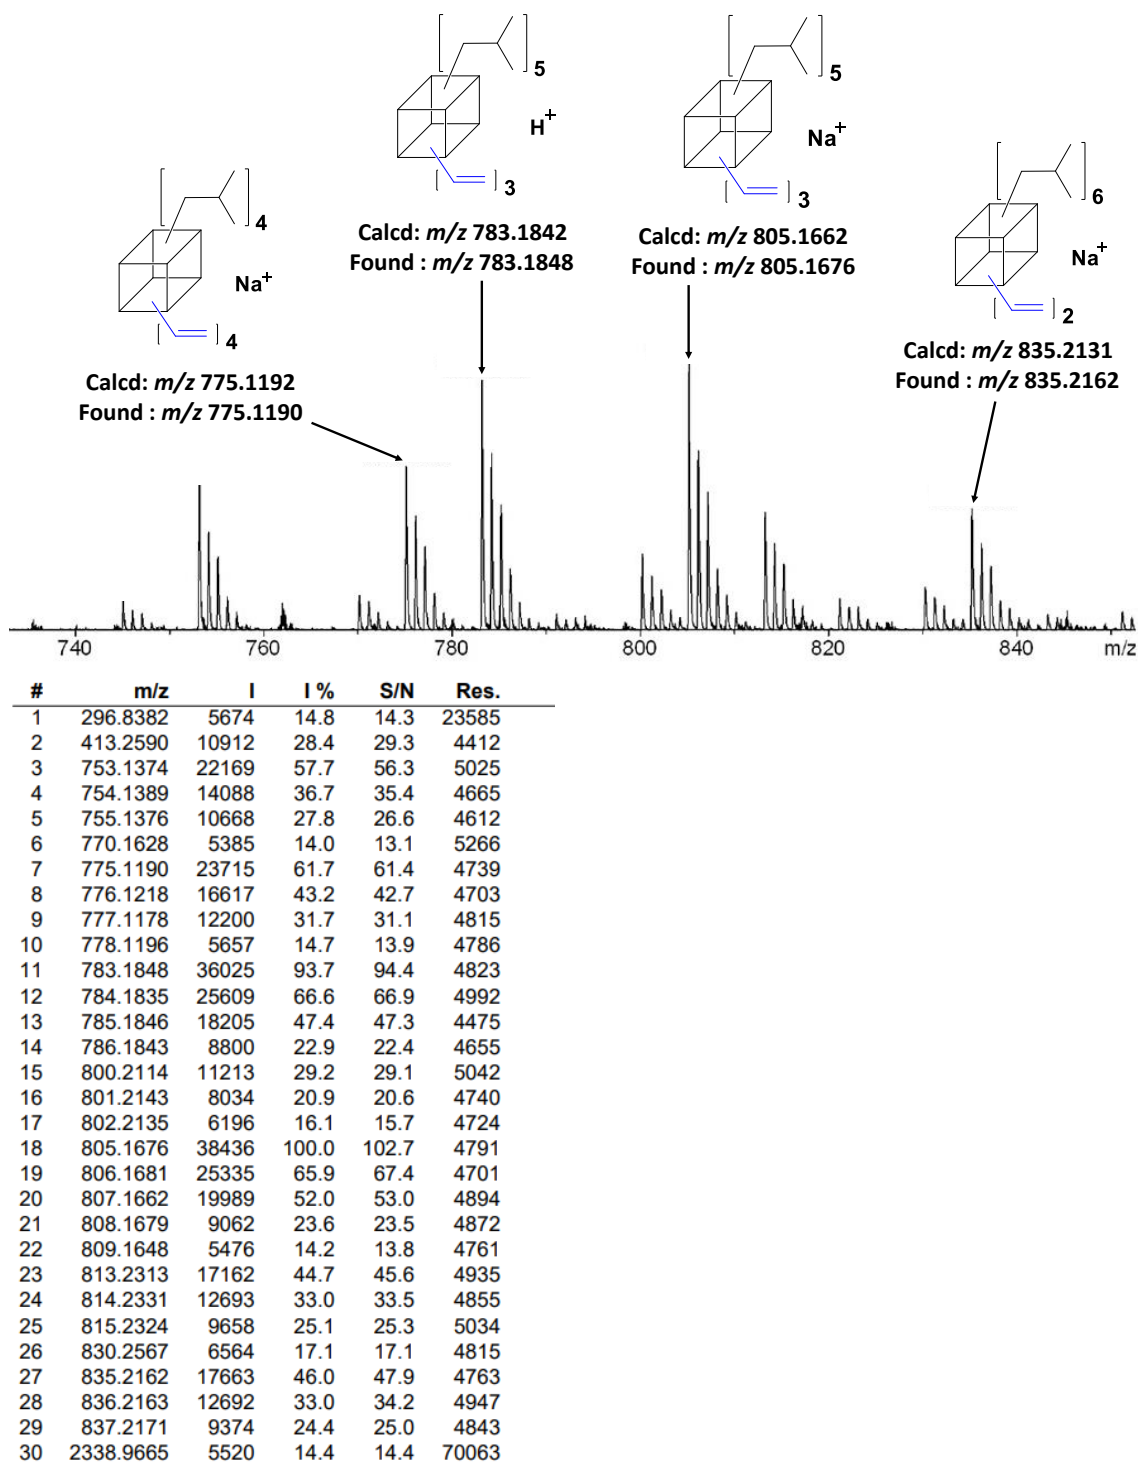 5
H+
3
Calcd: m/z 783.1842
Found : m/z 783.1848
5
Na+
3
Calcd: m/z 805.1662
Found : m/z 805.1676
4
Na+
4
Calcd: m/z 775.1192
Found : m/z 775.1190
6
Na+
2
Calcd: m/z 835.2131
Found : m/z 835.2162
740 760 780 800 820 840 m/z
# m/z I I % S/N Res.
1 296.8382 5674 14.8 14.3 23585
2 413.2590 10912 28.4 29.3 4412
3 753.1374 22169 57.7 56.3 5025
4 754.1389 14088 36.7 35.4 4665
5 755.1376 10668 27.8 26.6 4612
6 770.1628 5385 14.0 13.1 5266
7 775.1190 23715 61.7 61.4 4739
8 776.1218 16617 43.2 42.7 4703
9 777.1178 12200 31.7 31.1 4815
10 778.1196 5657 14.7 13.9 4786
11 783.1848 36025 93.7 94.4 4823
12 784.1835 25609 66.6 66.9 4992
13 785.1846 18205 47.4 47.3 4475
14 786.1843 8800 22.9 22.4 4655
15 800.2114 11213 29.2 29.1 5042
16 801.2143 8034 20.9 20.6 4740
17 802.2135 6196 16.1 15.7 4724
18 805.1676 38436 100.0 102.7 4791
19 806.1681 25335 65.9 67.4 4701
20 807.1662 19989 52.0 53.0 4894
21 808.1679 9062 23.6 23.5 4872
22 809.1648 5476 14.2 13.8 4761
23 813.2313 17162 44.7 45.6 4935
24 814.2331 12693 33.0 33.5 4855
25 815.2324 9658 25.1 25.3 5034
26 830.2567 6564 17.1 17.1 4815
27 835.2162 17663 46.0 47.9 4763
28 836.2163 12692 33.0 34.2 4947
29 837.2171 9374 24.4 25.0 4843
30 2338.9665 5520 14.4 14.4 70063